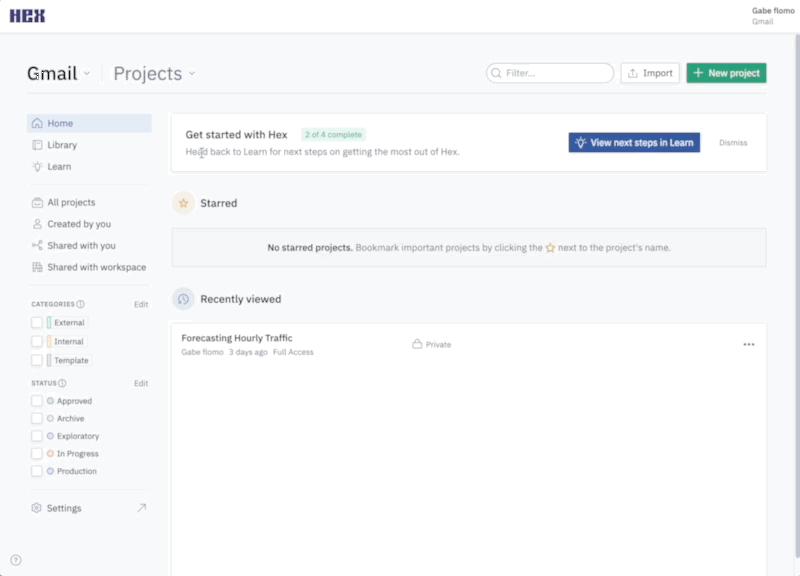 HEX
Gabe flomo
Gmail
Gmail
Projects
Filter...
Import
New project
Home
Library
Learn
All projects
Created by you
Shared with you
Shared with workspace
CATEGORIES
Edit
External
Internal
Template
STATUS
Edit
Approved
Archive
Exploratory
In Progress
Production
Settings
Get started with Hex
2 of 4 complete
Head back to Learn for next steps on getting the most out of Hex.
View next steps in Learn
Dismiss
Starred
No starred projects. Bookmark important projects by clicking the next to the project's name.
Recently viewed
Forecasting Hourly Traffic
Gabe flomo 3 days ago Full Access
Private